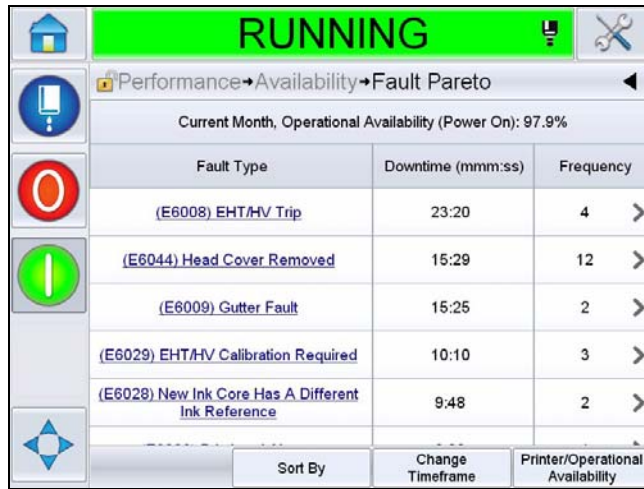 RUNNING
Performance→Availability→Fault Pareto
Current Month, Operational Availability (Power On): 97.9%
Fault Type Downtime (mmm:ss) Frequency
(E6008) EHT/HV Trip 23:20 4
(E6044) Head Cover Removed 15:29 12
(E6009) Gutter Fault 15:25 2
(E6029) EHT/HV Calibration Required 10:10 3
(E6028) New Ink Core Has A Different
Ink Reference 9:48 2
Sort By
Change
Timeframe
Printer/Operational
Availability